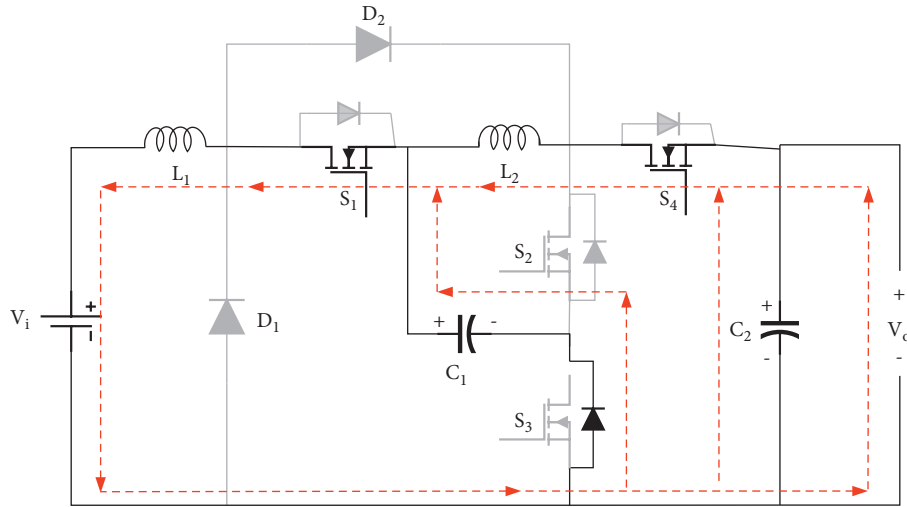 D2
L1
S1
L2
S4
S2
Vi
+
-
D1
+ -
C1
S3
C2
+
-
+
Vo
-